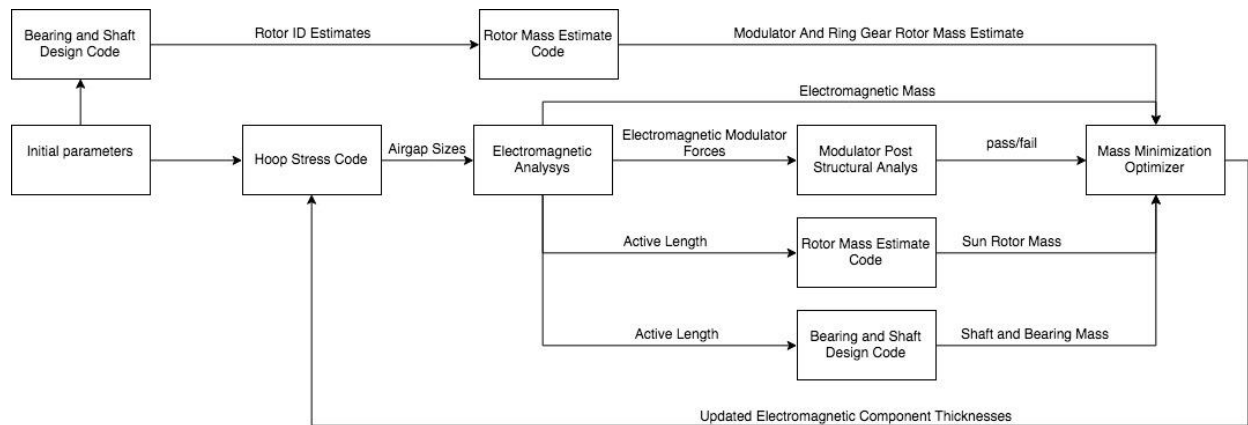 Bearing and Shaft
Design Code
Rotor ID Estimates
Rotor Mass Estimate
Code
Modulator And Ring Gear Rotor Mass Estimate
Electromagnetic Mass
Initial parameters
Hoop Stress Code
Airgap Sizes
Electromagnetic
Analysys
Electromagnetic Modulator
Forces
Modulator Post
Structural Analys
pass/fail
Mass Minimization
Optimizer
Active Length
Rotor Mass Estimate
Code
Sun Rotor Mass
Active Length
Bearing and Shaft
Design Code
Shaft and Bearing Mass
Updated Electromagnetic Component Thicknesses